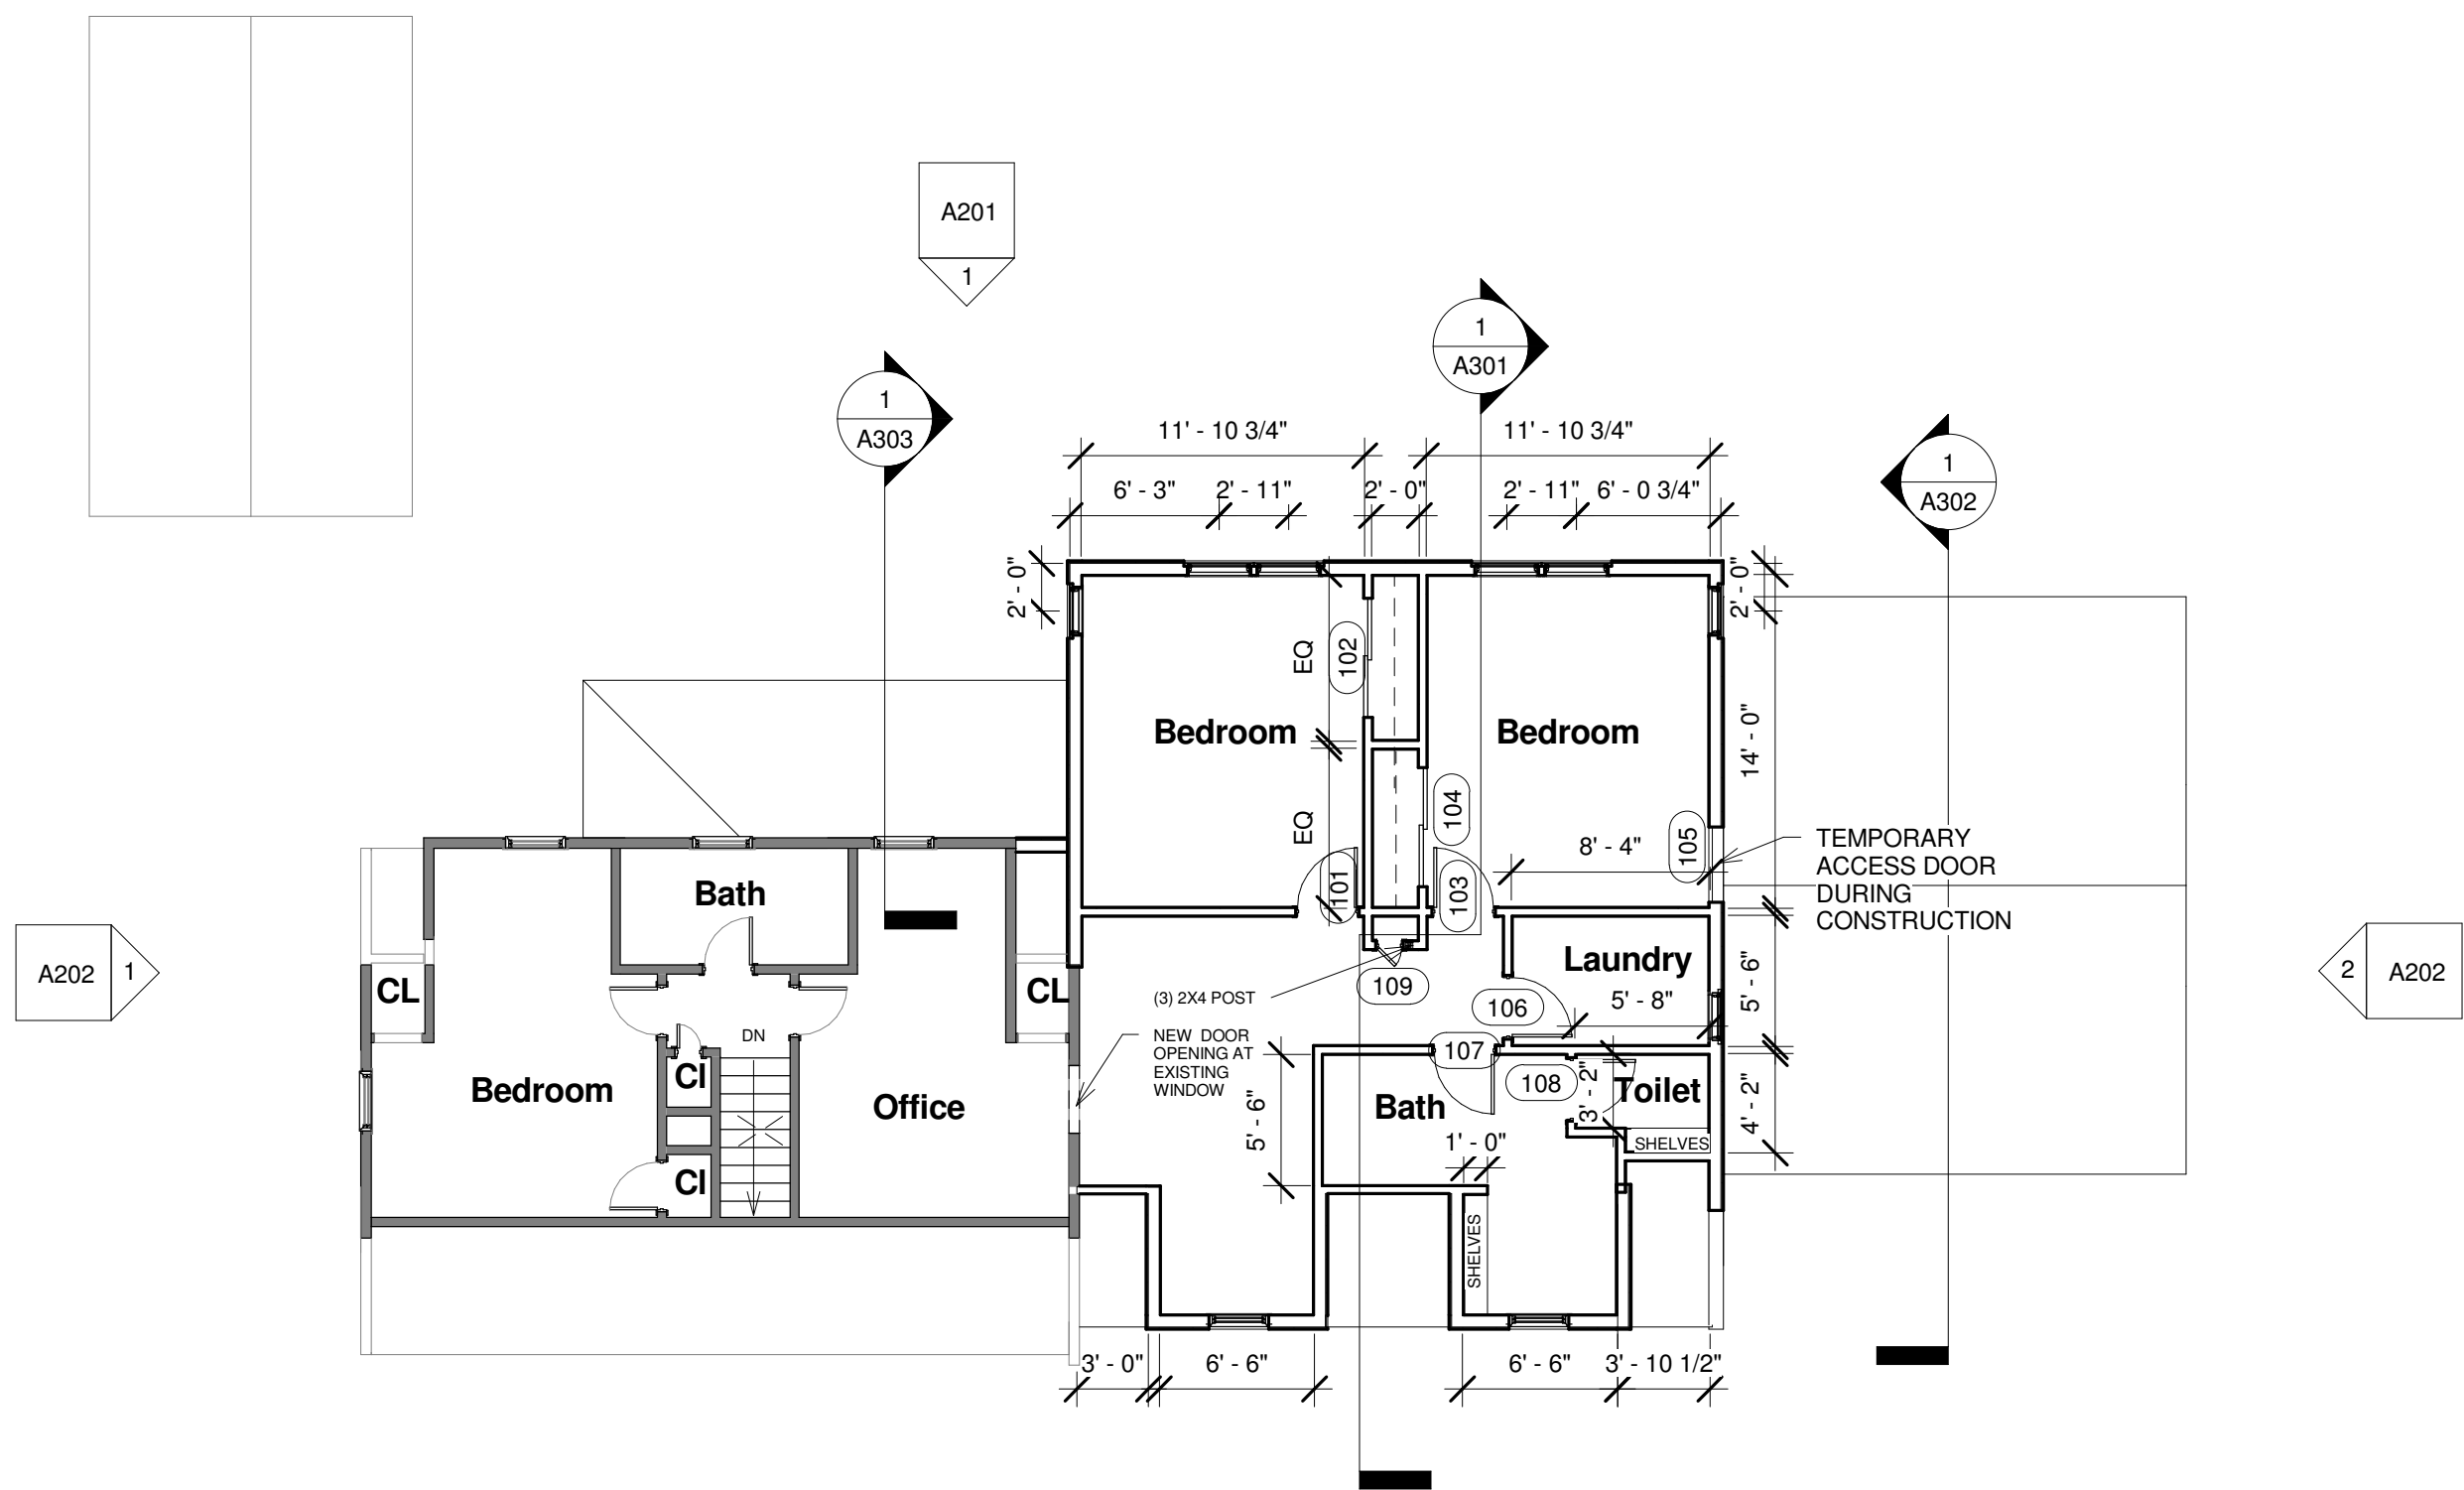 A201
1
1
A301
1
A303
1
A302
11' - 10 3/4"
11' - 10 3/4"
6' - 3"
2' - 11"
2' - 0"
2' - 11"
6' - 0 3/4"
2' - 0"
2' - 0"
EQ
102
Bedroom
Bedroom
14' - 0"
EQ
104
105
8' - 4"
TEMPORARY
ACCESS DOOR
DURING
CONSTRUCTION
101
103
Bath
A202
1
CL
CL
Laundry
5' - 6"
2
A202
109
(3) 2X4 POST
106
5' - 8"
DN
NEW DOOR
OPENING AT
EXISTING
WINDOW
107
Cl
Bedroom
Office
5' - 6"
Bath
108
3' - 2"
Toilet
4' - 2"
1' - 0"
SHELVES
Cl
SHELVES
3' - 0"
6' - 6"
6' - 6"
3' - 10 1/2"